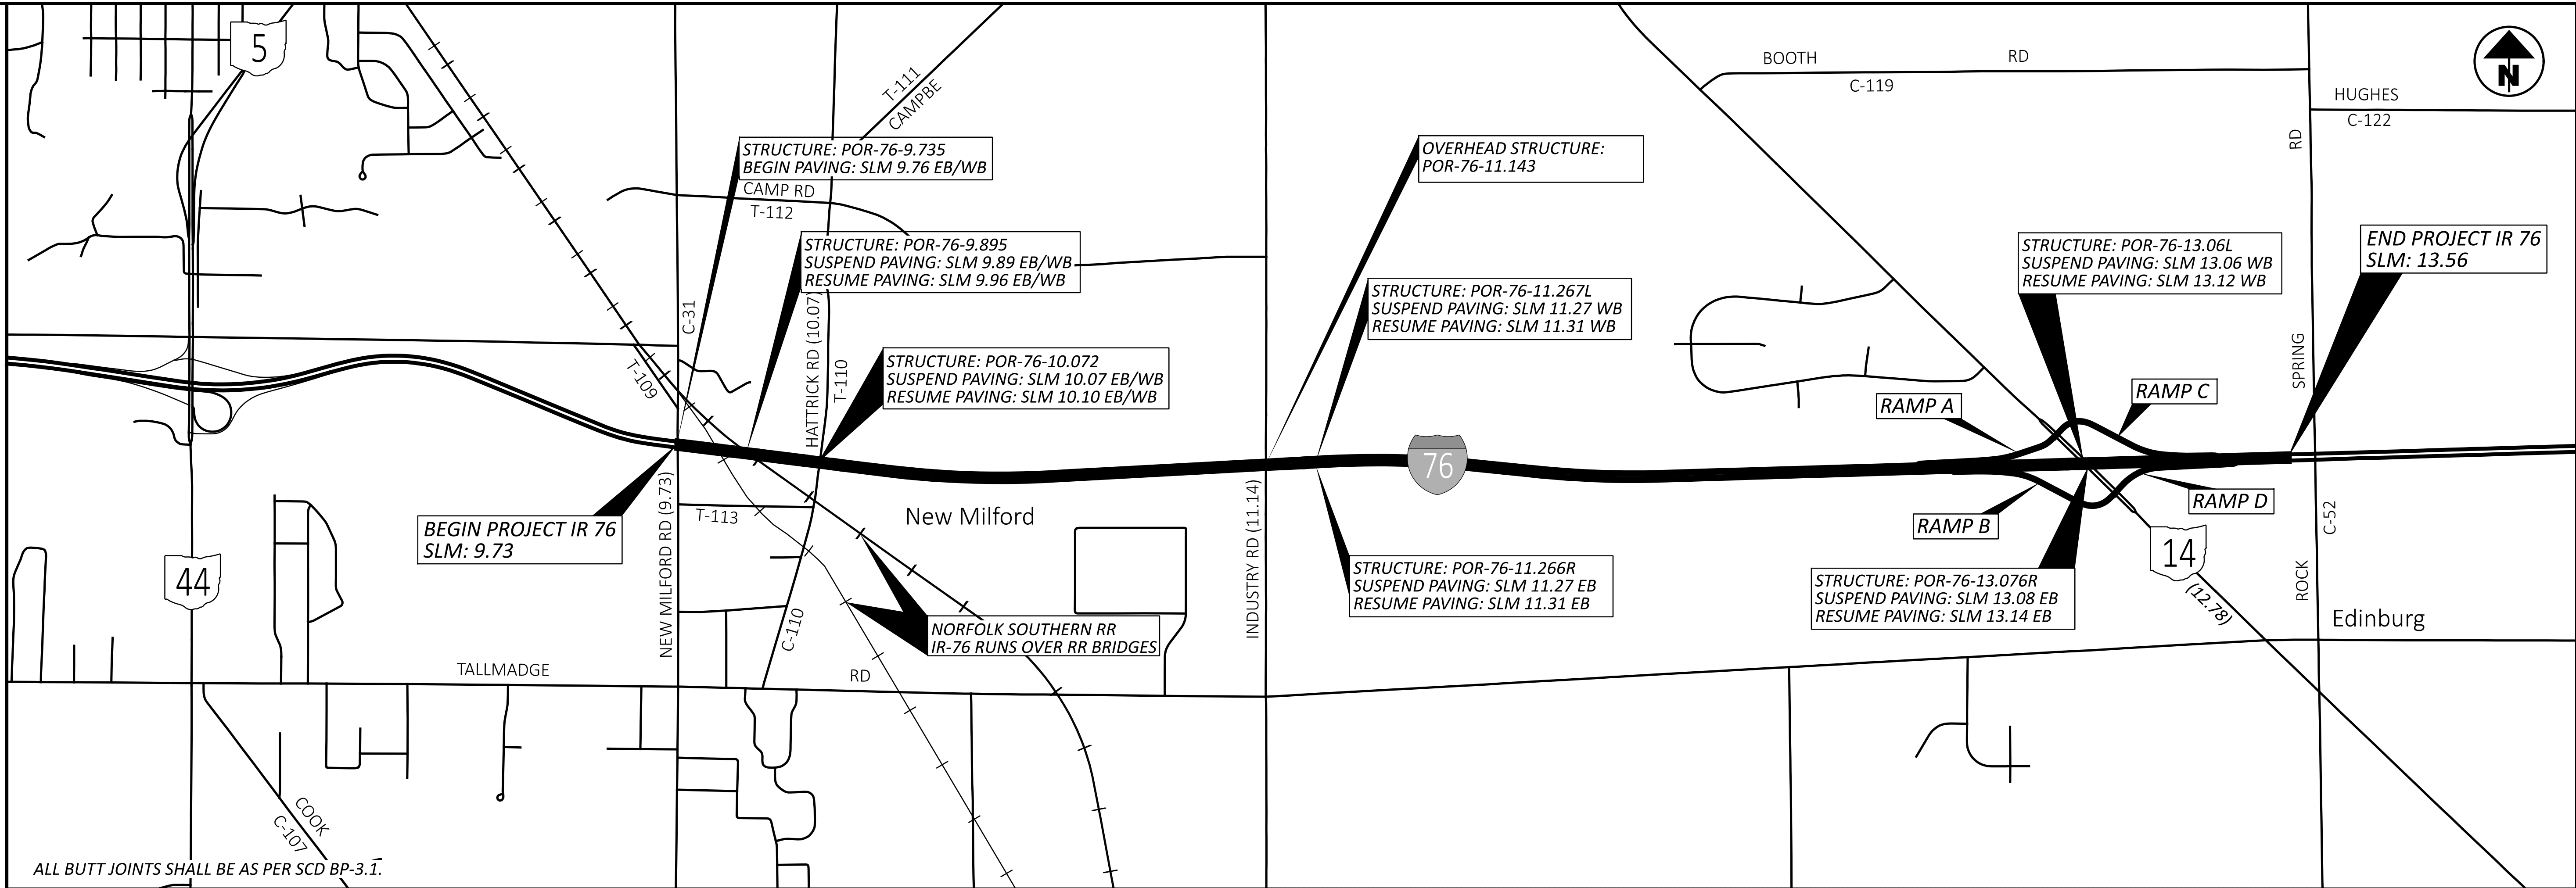 5
T-111
CAMPBE
BOOTH RD
C-119
N
HUGHES
C-122
RD
STRUCTURE: POR-76-9.735
BEGIN PAVING: SLM 9.76 EB/WB
CAMP RD
T-112
OVERHEAD STRUCTURE:
POR-76-11.143
STRUCTURE: POR-76-9.895
SUSPEND PAVING: SLM 9.89 EB/WB
RESUME PAVING: SLM 9.96 EB/WB
STRUCTURE: POR-76-13.06L
SUSPEND PAVING: SLM 13.06 WB
RESUME PAVING: SLM 13.12 WB
END PROJECT IR 76
SLM: 13.56
STRUCTURE: POR-76-11.267L
SUSPEND PAVING: SLM 11.27 WB
RESUME PAVING: SLM 11.31 WB
C-31
HATTRICK RD (10.07)
T-110
T-109
STRUCTURE: POR-76-10.072
SUSPEND PAVING: SLM 10.07 EB/WB
RESUME PAVING: SLM 10.10 EB/WB
SPRING
RAMP A
RAMP C
76
BEGIN PROJECT IR 76
SLM: 9.73
NEW MILFORD RD (9.73)
T-113
New Milford
INDUSTRY RD (11.14)
RAMP B
RAMP D
C-52
44
14
(12.78)
STRUCTURE: POR-76-11.266R
SUSPEND PAVING: SLM 11.27 EB
RESUME PAVING: SLM 11.31 EB
STRUCTURE: POR-76-13.076R
SUSPEND PAVING: SLM 13.08 EB
RESUME PAVING: SLM 13.14 EB
ROCK
Edinburg
C-110
NORFOLK SOUTHERN RR
IR-76 RUNS OVER RR BRIDGES
TALLMADGE RD
COOK
C-107
ALL BUTT JOINTS SHALL BE AS PER SCD BP-3.1.